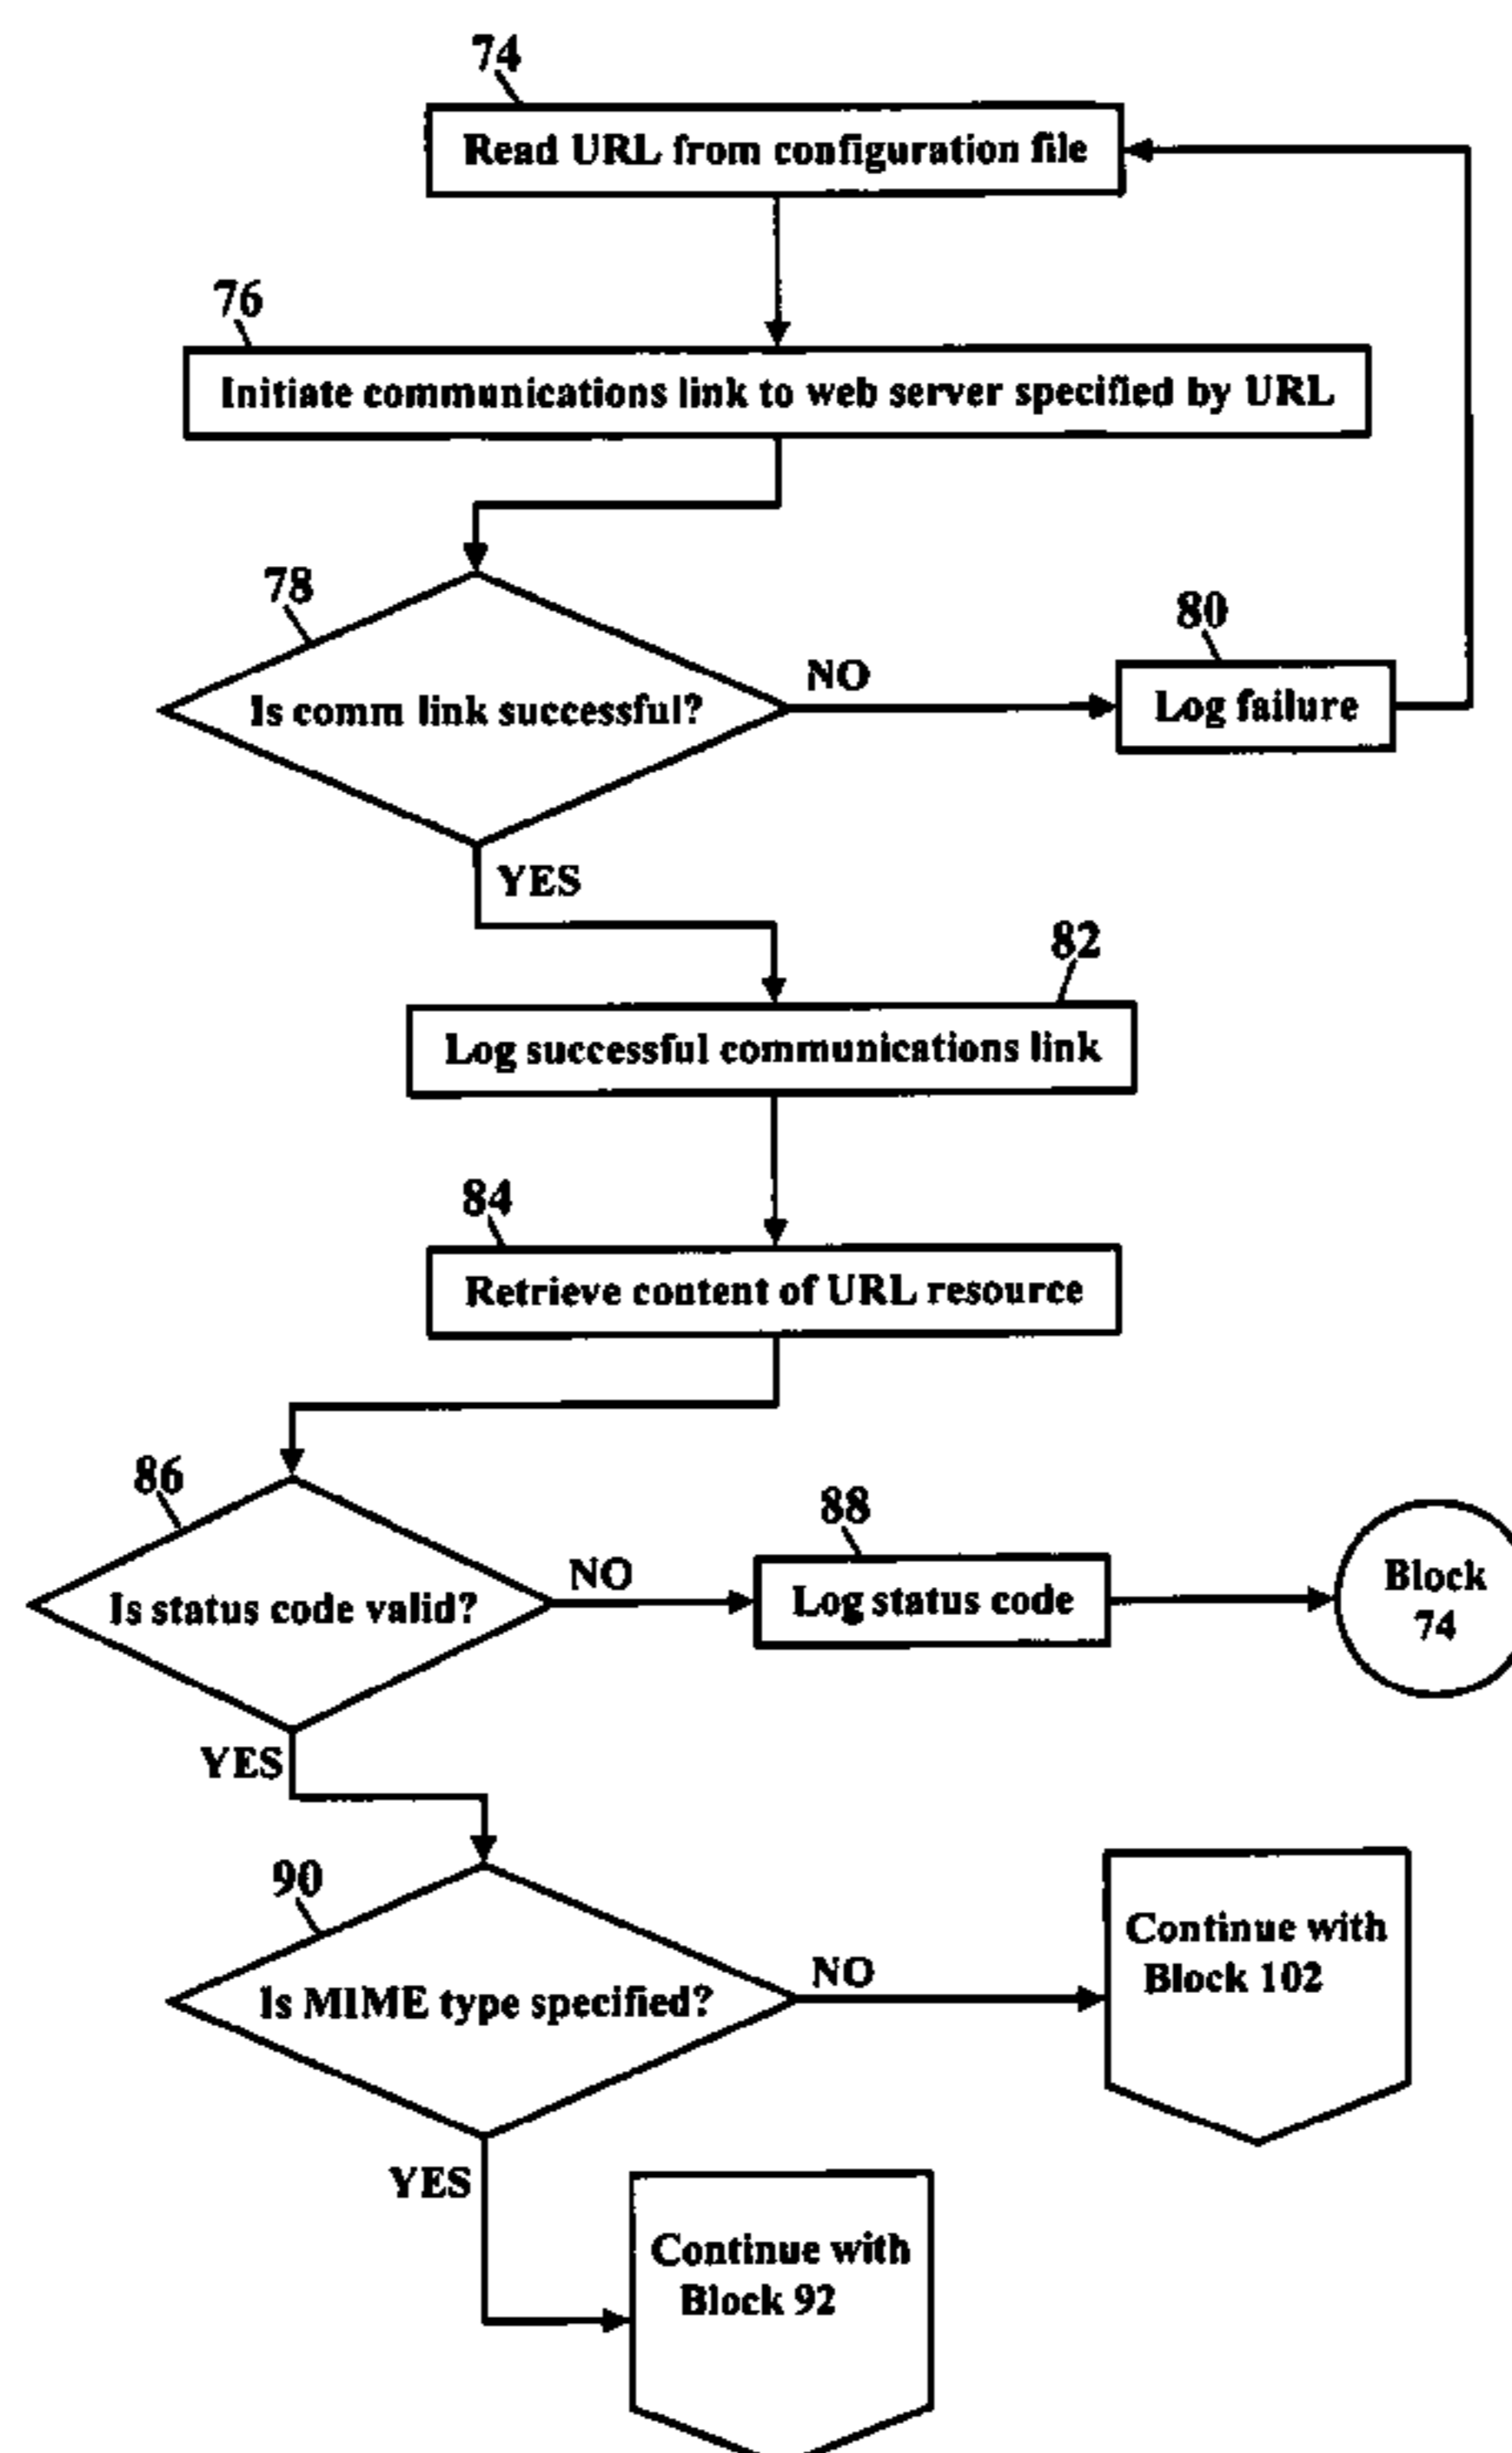 74
Read URL from configuration file
76
Initiate communications link to web server specified by URL
78
Is comm link successful?
NO
80
Log failure
YES
82
Log successful communications link
84
Retrieve content of URL resource
86
Is status code valid?
NO
88
Log status code
Block
74
YES
90
Is MIME type specified?
NO
Continue with
Block 102
YES
Continue with
Block 92